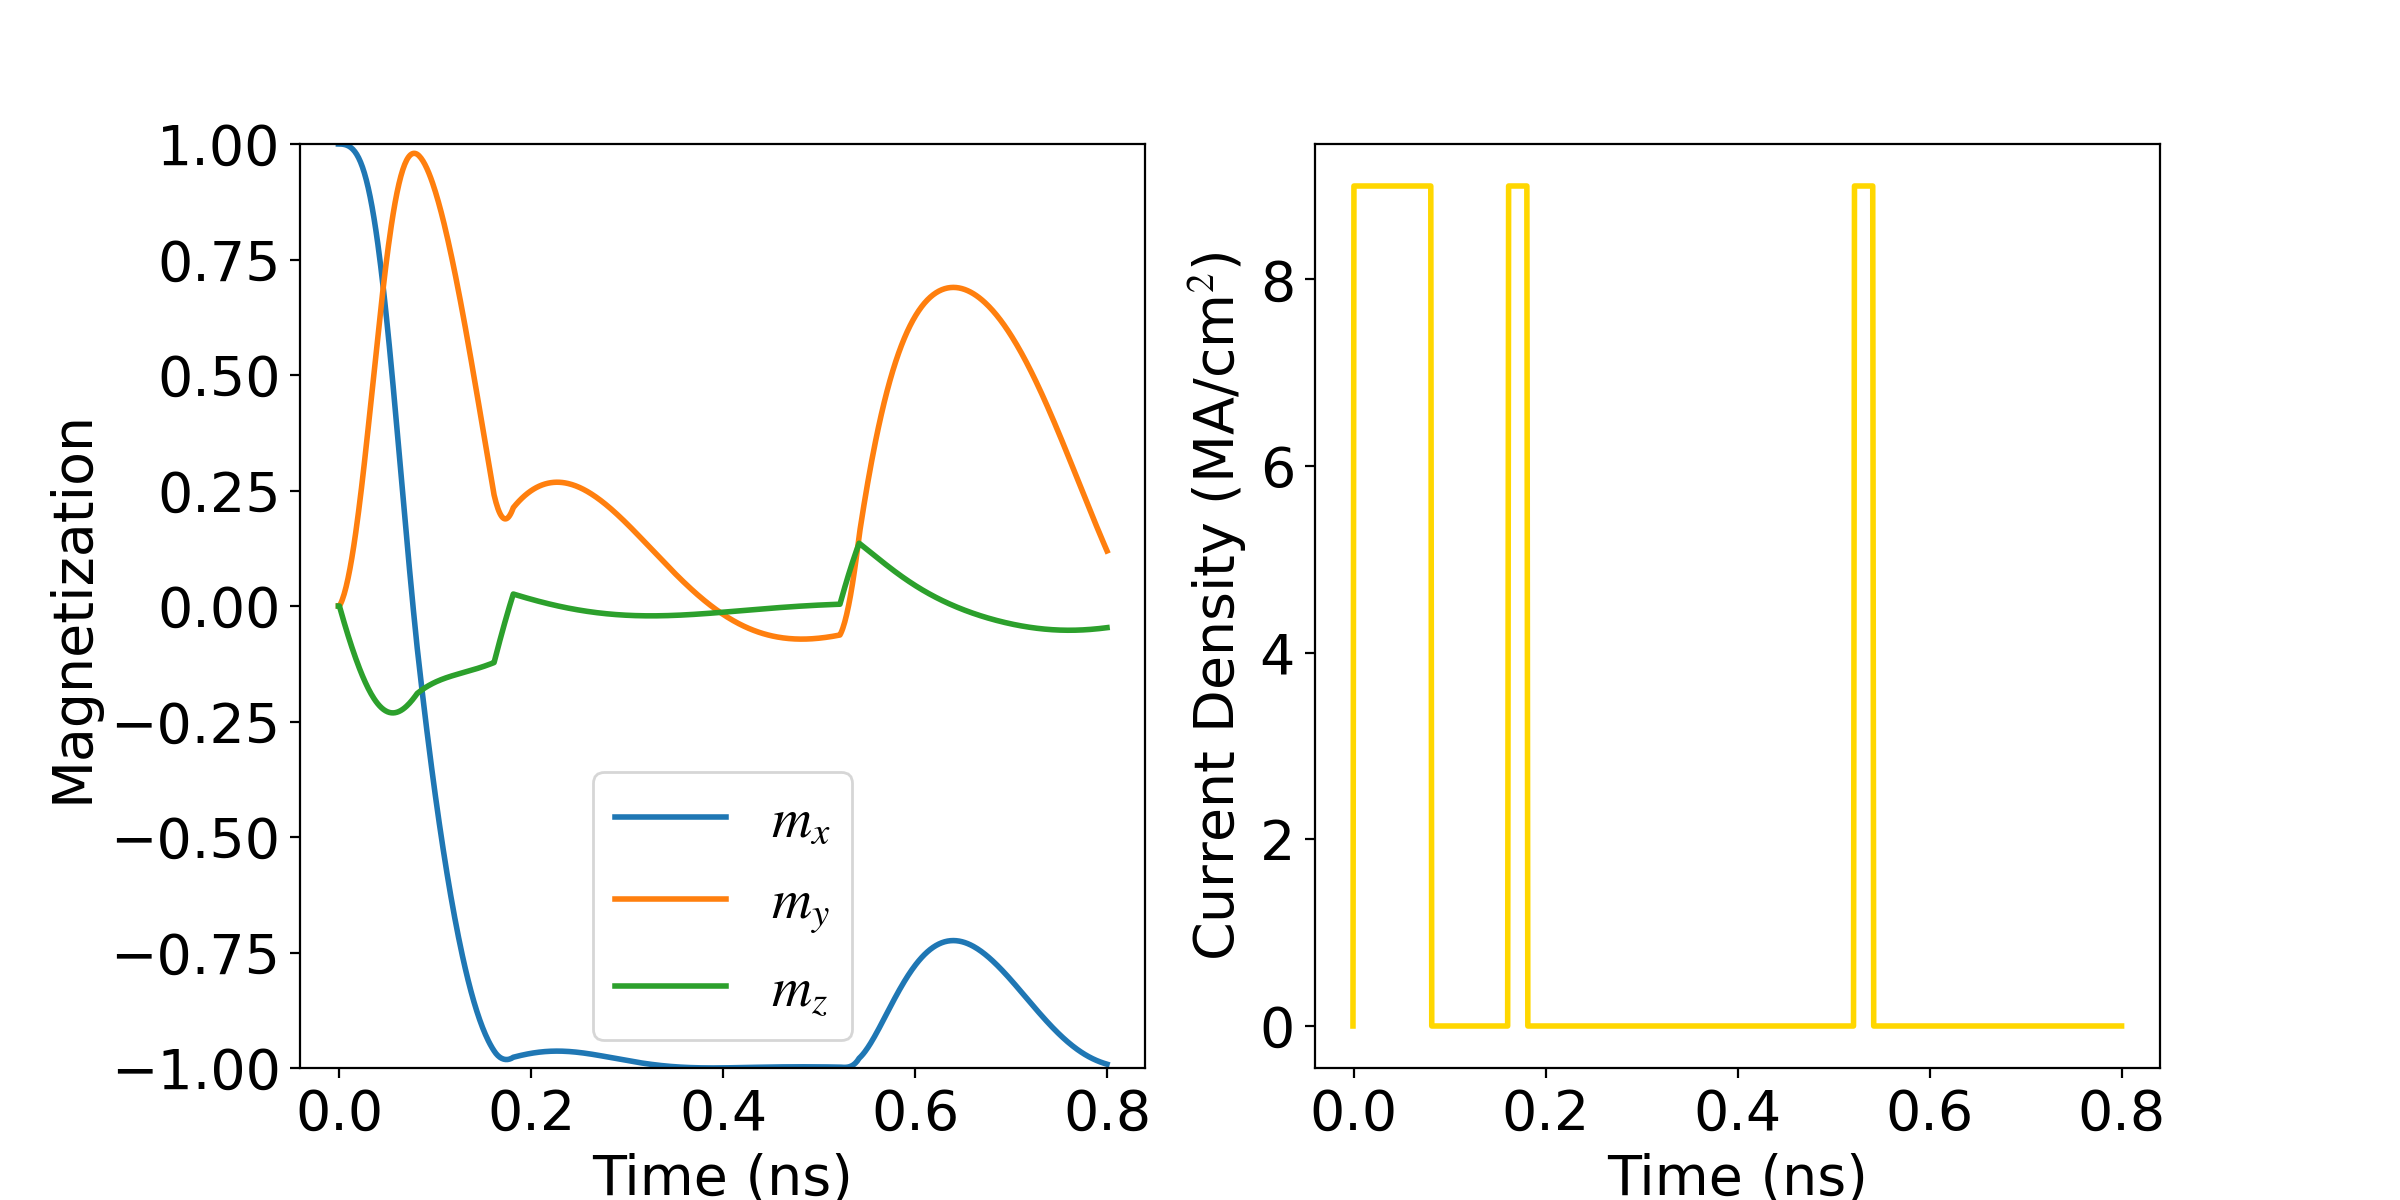 Magnetization
1.00
0.75
0.50
0.25
0.00
−0.25
−0.50
−0.75
−1.00
0.0 0.2 0.4 0.6 0.8
Time (ns)
m_x
m_y
m_z
Current Density (MA/cm²)
8
6
4
2
0
0.0 0.2 0.4 0.6 0.8
Time (ns)